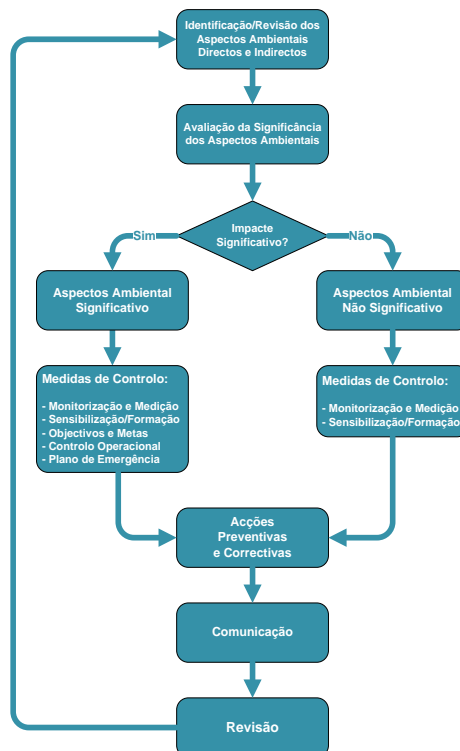 Identificação/Revisão dos
Aspectos Ambientais
Directos e Indirectos
Avaliação da Significância
dos Aspectos Ambientais
Impacte
Significativo?
Sim
Não
Aspectos Ambiental
Significativo
Aspectos Ambiental
Não Significativo
Medidas de Controlo:
- Monitorização e Medição
- Sensibilização/Formação
- Objectivos e Metas
- Controlo Operacional
- Plano de Emergência
Medidas de Controlo:
- Monitorização e Medição
- Sensibilização/Formação
Acções
Preventivas
e Correctivas
Comunicação
Revisão